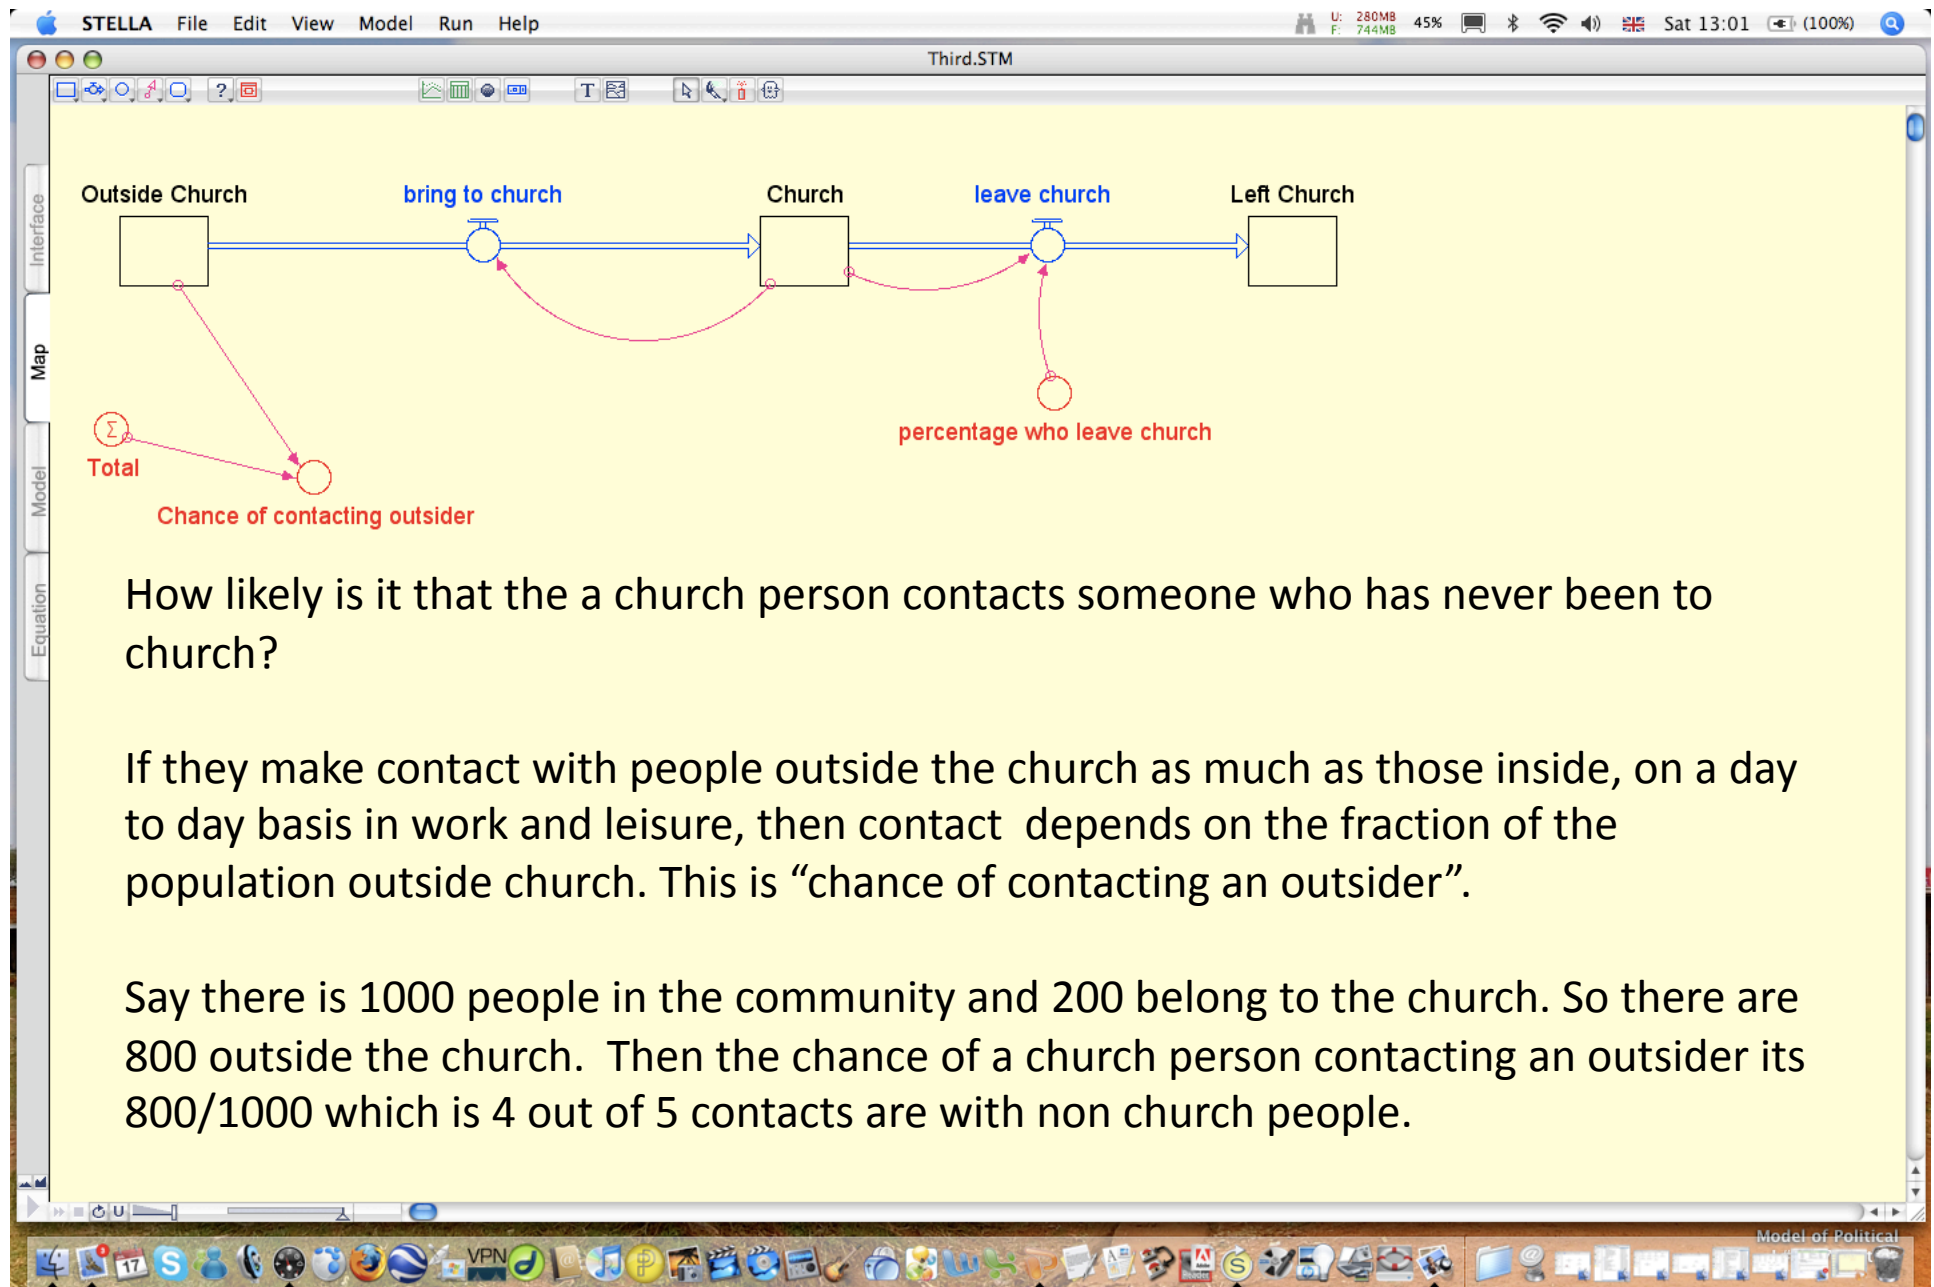 STELLA File Edit View Model Run Help U: 280MB F: 744MB 45% Sat 13:01 (100%)
Third.STM
T
Interface
Map
Model
Equation
Outside Church bring to church Church leave church Left Church
percentage who leave church
Σ
Total
Chance of contacting outsider
How likely is it that the a church person contacts someone who has never been to
church?
If they make contact with people outside the church as much as those inside, on a day
to day basis in work and leisure, then contact depends on the fraction of the
population outside church. This is “chance of contacting an outsider”.
Say there is 1000 people in the community and 200 belong to the church. So there are
800 outside the church. Then the chance of a church person contacting an outsider its
800/1000 which is 4 out of 5 contacts are with non church people.
U
Model of Political
17 VPN